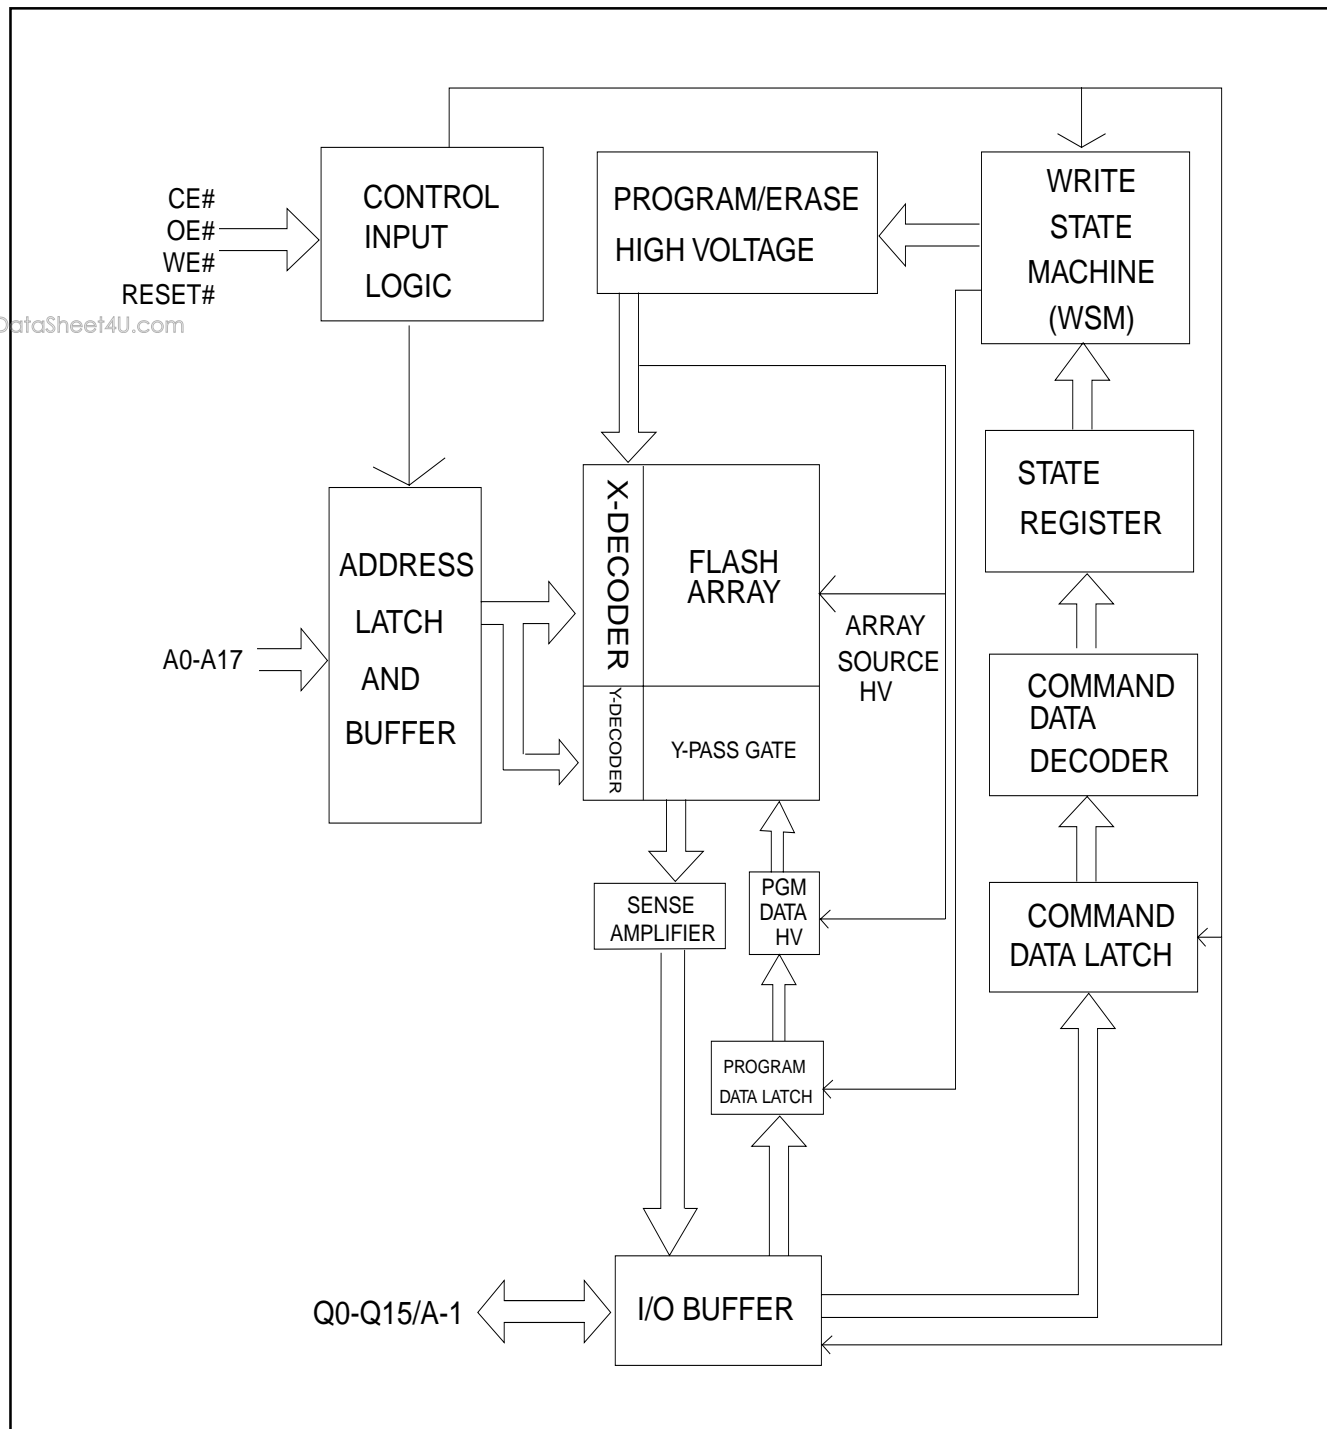 CE#
OE#
WE#
RESET#
DataSheet4U.com
CONTROL
INPUT
LOGIC
PROGRAM/ERASE
HIGH VOLTAGE
WRITE
STATE
MACHINE
(WSM)
STATE
REGISTER
X-DECODER
FLASH
ARRAY
ADDRESS
LATCH
AND
BUFFER
A0-A17
ARRAY
SOURCE
HV
Y-DECODER
Y-PASS GATE
COMMAND
DATA
DECODER
SENSE
AMPLIFIER
PGM
DATA
HV
COMMAND
DATA LATCH
PROGRAM
DATA LATCH
Q0-Q15/A-1
I/O BUFFER